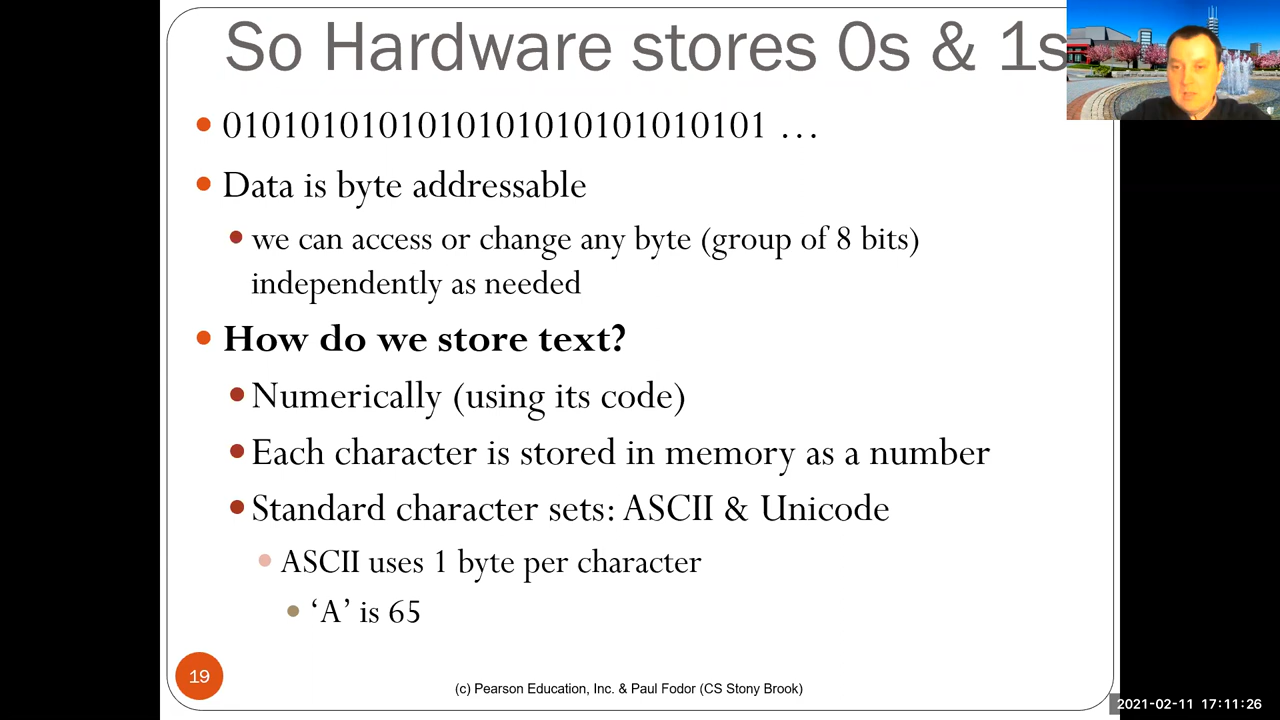 So Hardware stores 0s & 1s
010101010101010101010101010101 …
Data is byte addressable
we can access or change any byte (group of 8 bits)
independently as needed
How do we store text?
Numerically (using its code)
Each character is stored in memory as a number
Standard character sets: ASCII & Unicode
ASCII uses 1 byte per character
‘A’ is 65
19
(c) Pearson Education, Inc. & Paul Fodor (CS Stony Brook)
2021-02-11 17:11:26